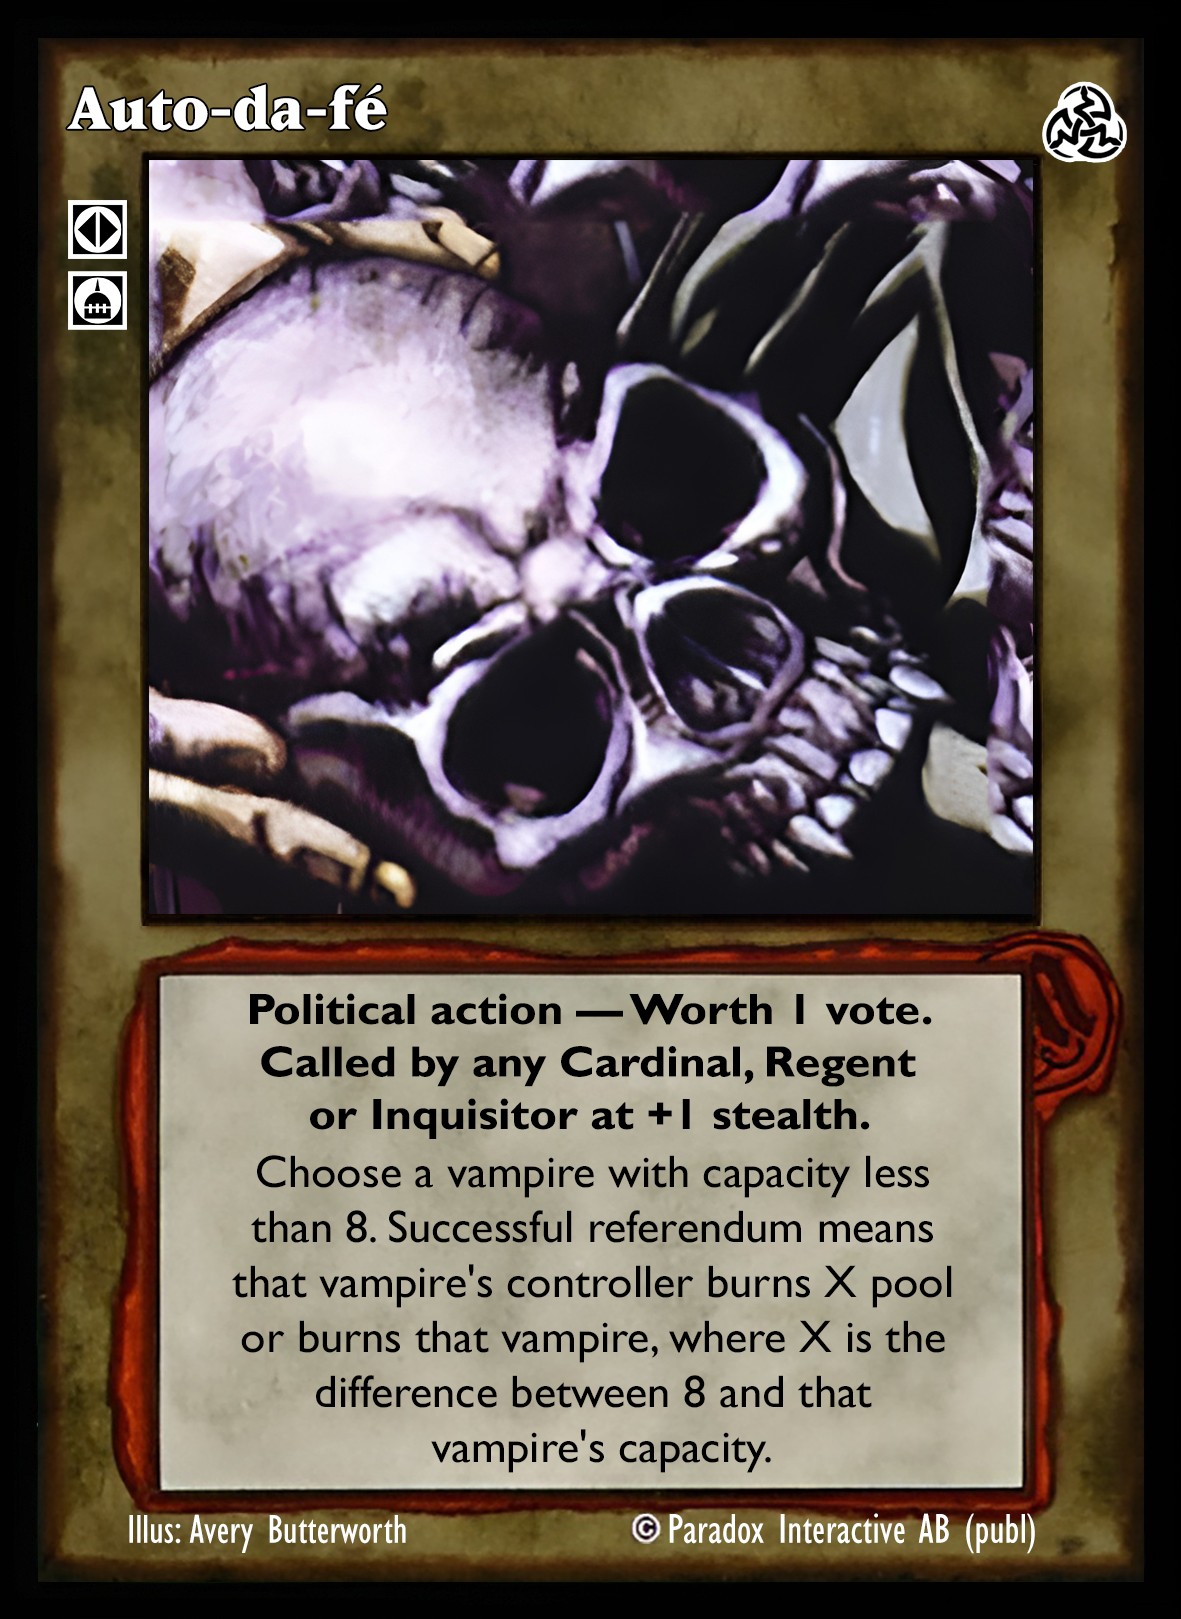 Auto-da-fé
Political action — Worth 1 vote.
Called by any Cardinal, Regent
or Inquisitor at +1 stealth.
Choose a vampire with capacity less
than 8. Successful referendum means
that vampire's controller burns X pool
or burns that vampire, where X is the
difference between 8 and that
vampire's capacity.
Illus: Avery Butterworth
© Paradox Interactive AB (publ)